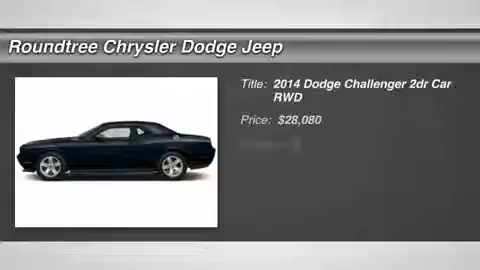 Roundtree Chrysler Dodge Jeep
Title: 2014 Dodge Challenger 2dr Car
RWD
Price: $28,080